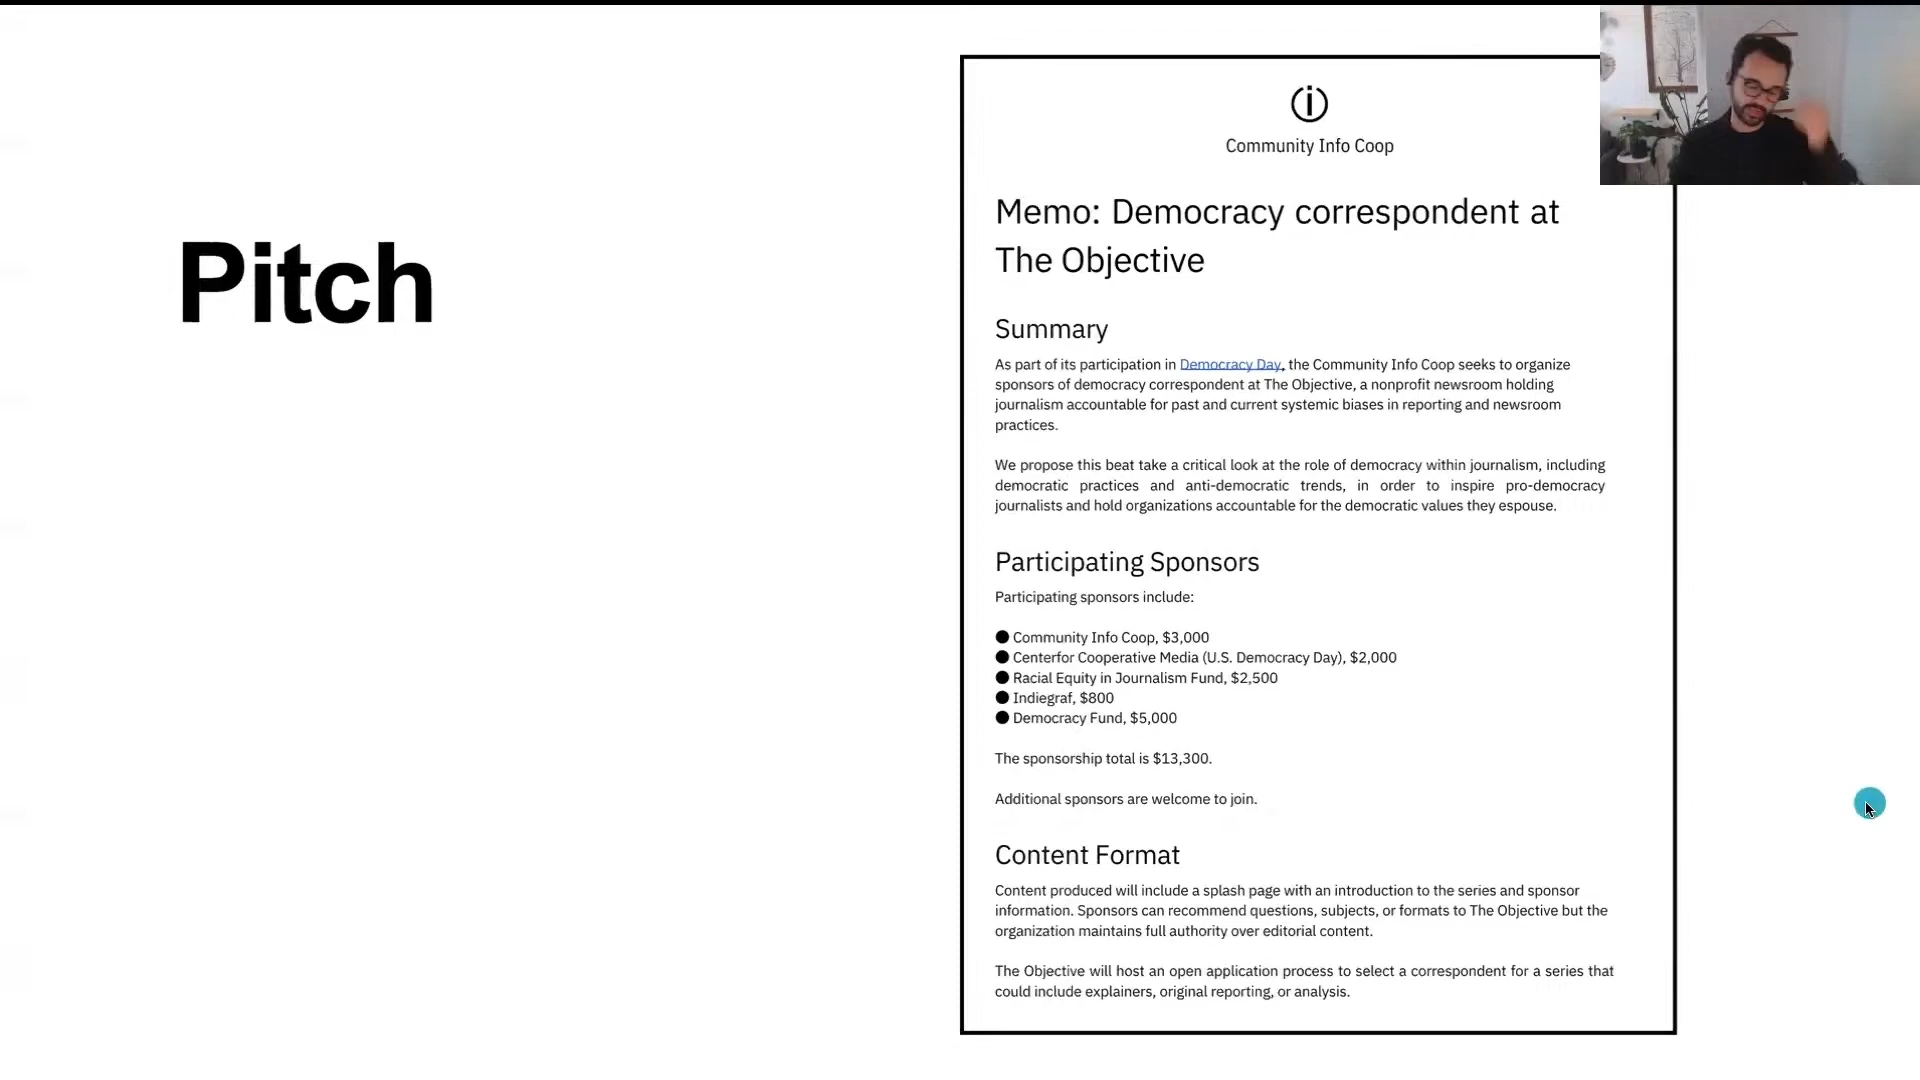 Pitch
Community Info Coop
Memo: Democracy correspondent at
The Objective
Summary
As part of its participation in Democracy Day, the Community Info Coop seeks to organize
sponsors of democracy correspondent at The Objective, a nonprofit newsroom holding
journalism accountable for past and current systemic biases in reporting and newsroom
practices.
We propose this beat take a critical look at the role of democracy within journalism, including
democratic practices and anti-democratic trends, in order to inspire pro-democracy
journalists and hold organizations accountable for the democratic values they espouse.
Participating Sponsors
Participating sponsors include:
● Community Info Coop, $3,000
● Centerfor Cooperative Media (U.S. Democracy Day), $2,000
● Racial Equity in Journalism Fund, $2,500
● Indiegraf, $800
● Democracy Fund, $5,000
The sponsorship total is $13,300.
Additional sponsors are welcome to join.
Content Format
Content produced will include a splash page with an introduction to the series and sponsor
information. Sponsors can recommend questions, subjects, or formats to The Objective but the
organization maintains full authority over editorial content.
The Objective will host an open application process to select a correspondent for a series that
could include explainers, original reporting, or analysis.